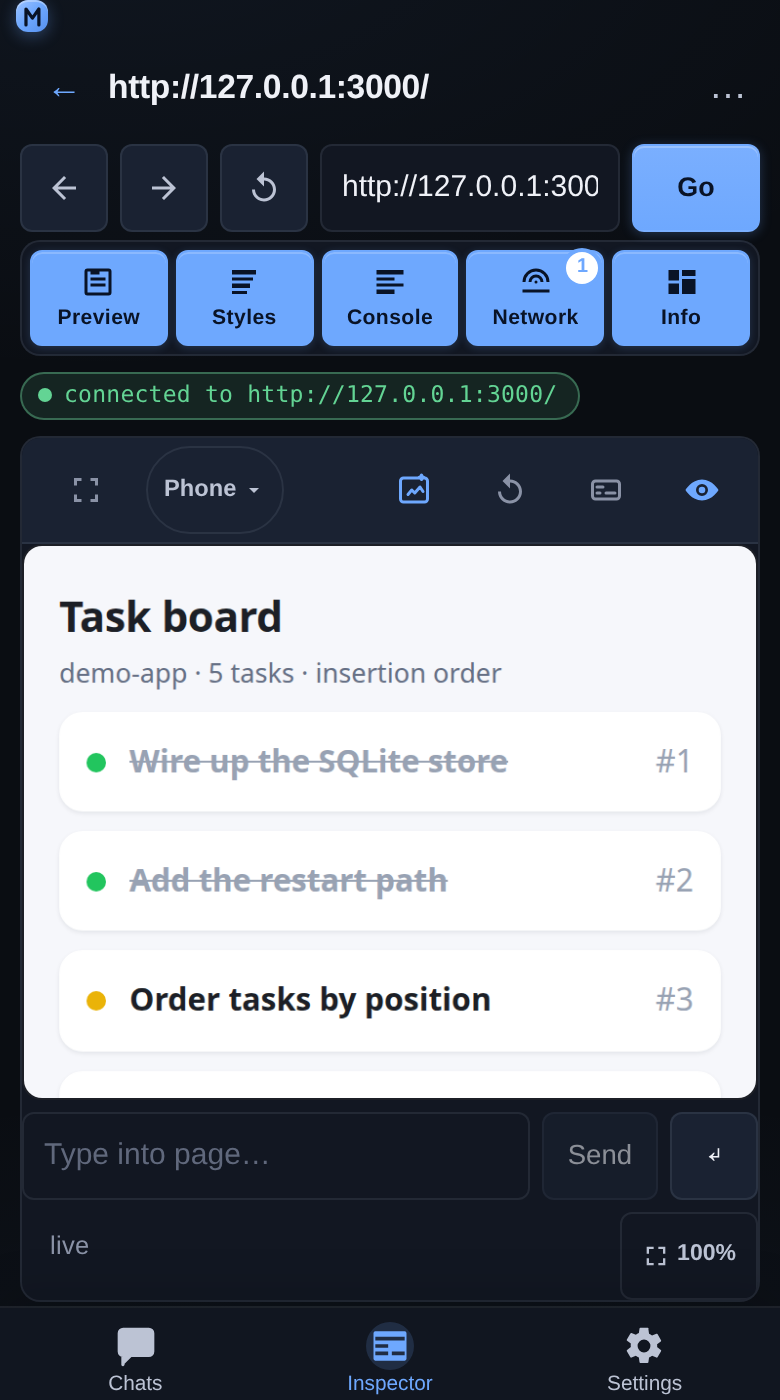 M
← http://127.0.0.1:3000/ ...
http://127.0.0.1:300 Go
Preview Styles Console Network 1 Info
connected to http://127.0.0.1:3000/
Phone
Task board
demo-app · 5 tasks · insertion order
Wire up the SQLite store #1
Add the restart path #2
Order tasks by position #3
Type into page… Send
live 100%
Chats Inspector Settings